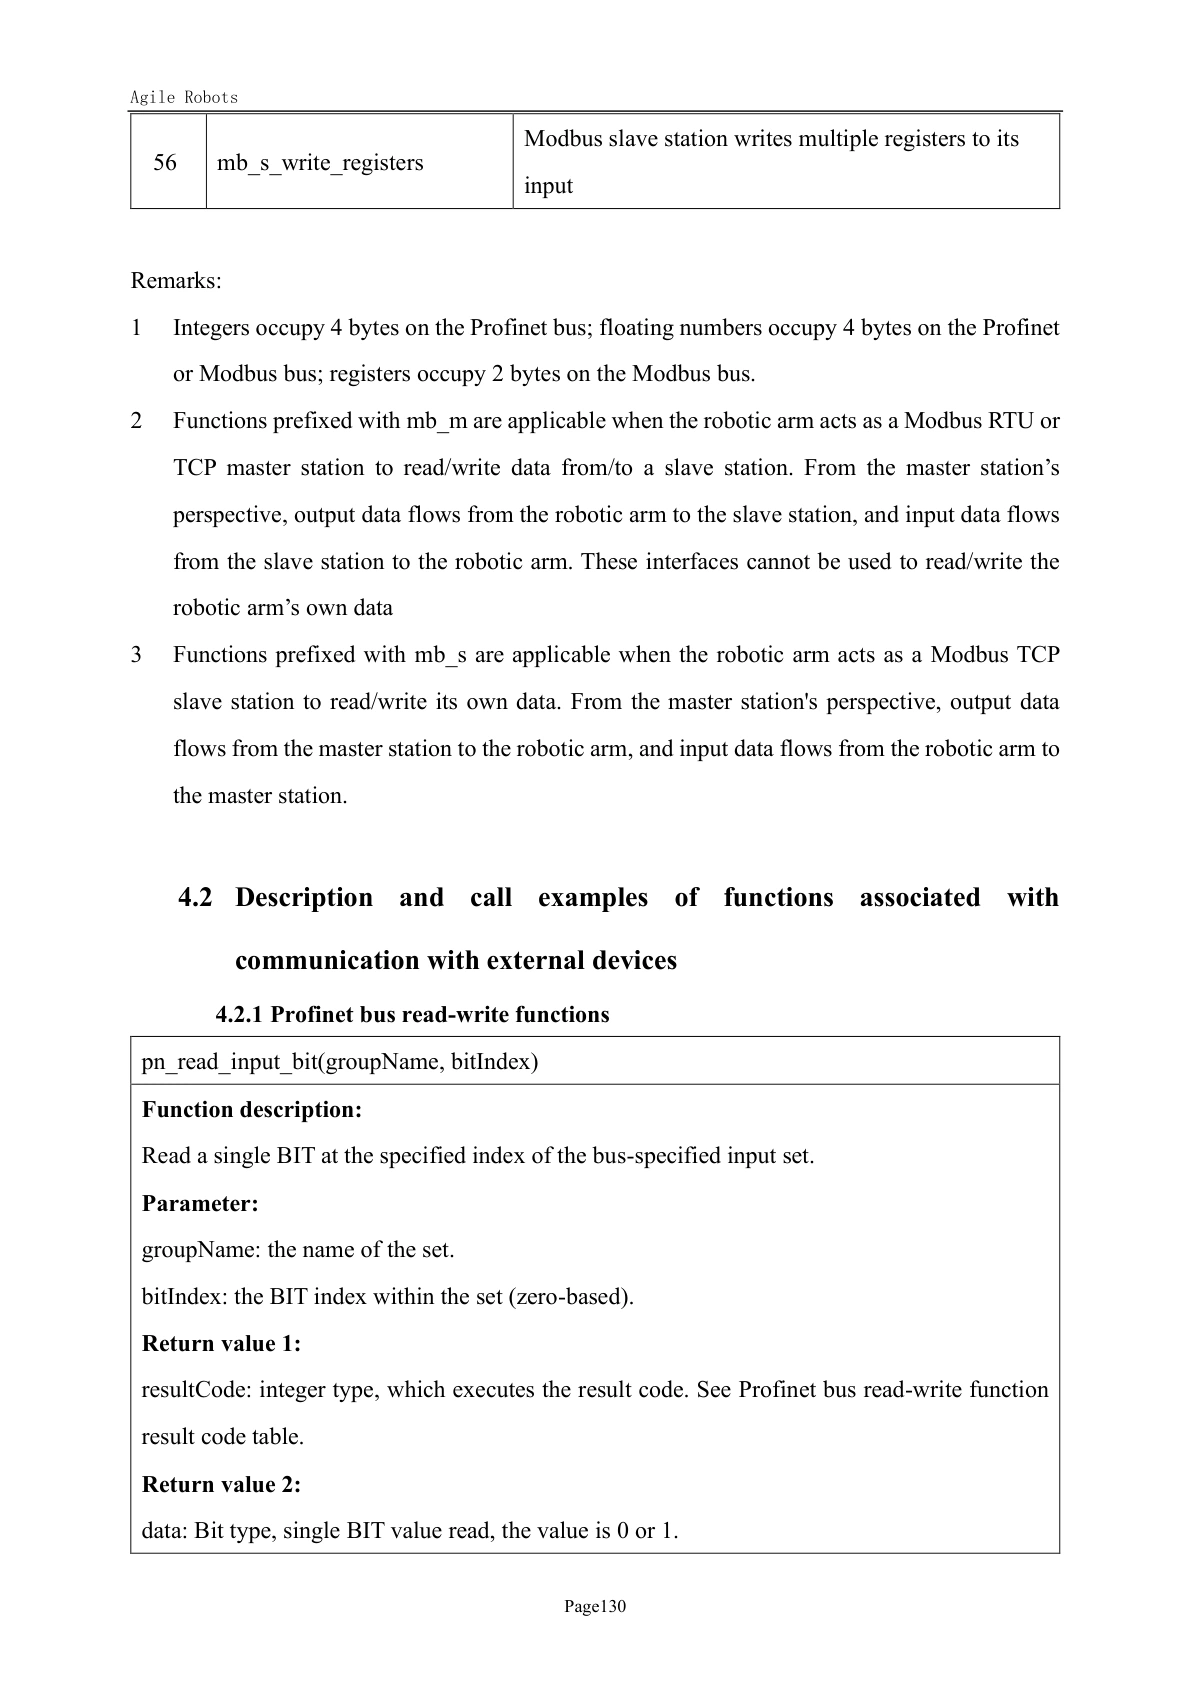 Agile Robots
56 mb_s_write_registers Modbus slave station writes multiple registers to its
input
Remarks:
1 Integers occupy 4 bytes on the Profinet bus; floating numbers occupy 4 bytes on the Profinet
or Modbus bus; registers occupy 2 bytes on the Modbus bus.
2 Functions prefixed with mb_m are applicable when the robotic arm acts as a Modbus RTU or
TCP master station to read/write data from/to a slave station. From the master station’s
perspective, output data flows from the robotic arm to the slave station, and input data flows
from the slave station to the robotic arm. These interfaces cannot be used to read/write the
robotic arm’s own data
3 Functions prefixed with mb_s are applicable when the robotic arm acts as a Modbus TCP
slave station to read/write its own data. From the master station's perspective, output data
flows from the master station to the robotic arm, and input data flows from the robotic arm to
the master station.
4.2 Description and call examples of functions associated with
communication with external devices
4.2.1 Profinet bus read-write functions
pn_read_input_bit(groupName, bitIndex)
Function description:
Read a single BIT at the specified index of the bus-specified input set.
Parameter:
groupName: the name of the set.
bitIndex: the BIT index within the set (zero-based).
Return value 1:
resultCode: integer type, which executes the result code. See Profinet bus read-write function
result code table.
Return value 2:
data: Bit type, single BIT value read, the value is 0 or 1.
Page130